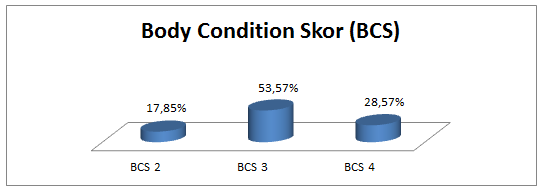 Body Condition Skor (BCS)
53,57%
17,85%
28,57%
BCS 2
BCS 3
BCS 4